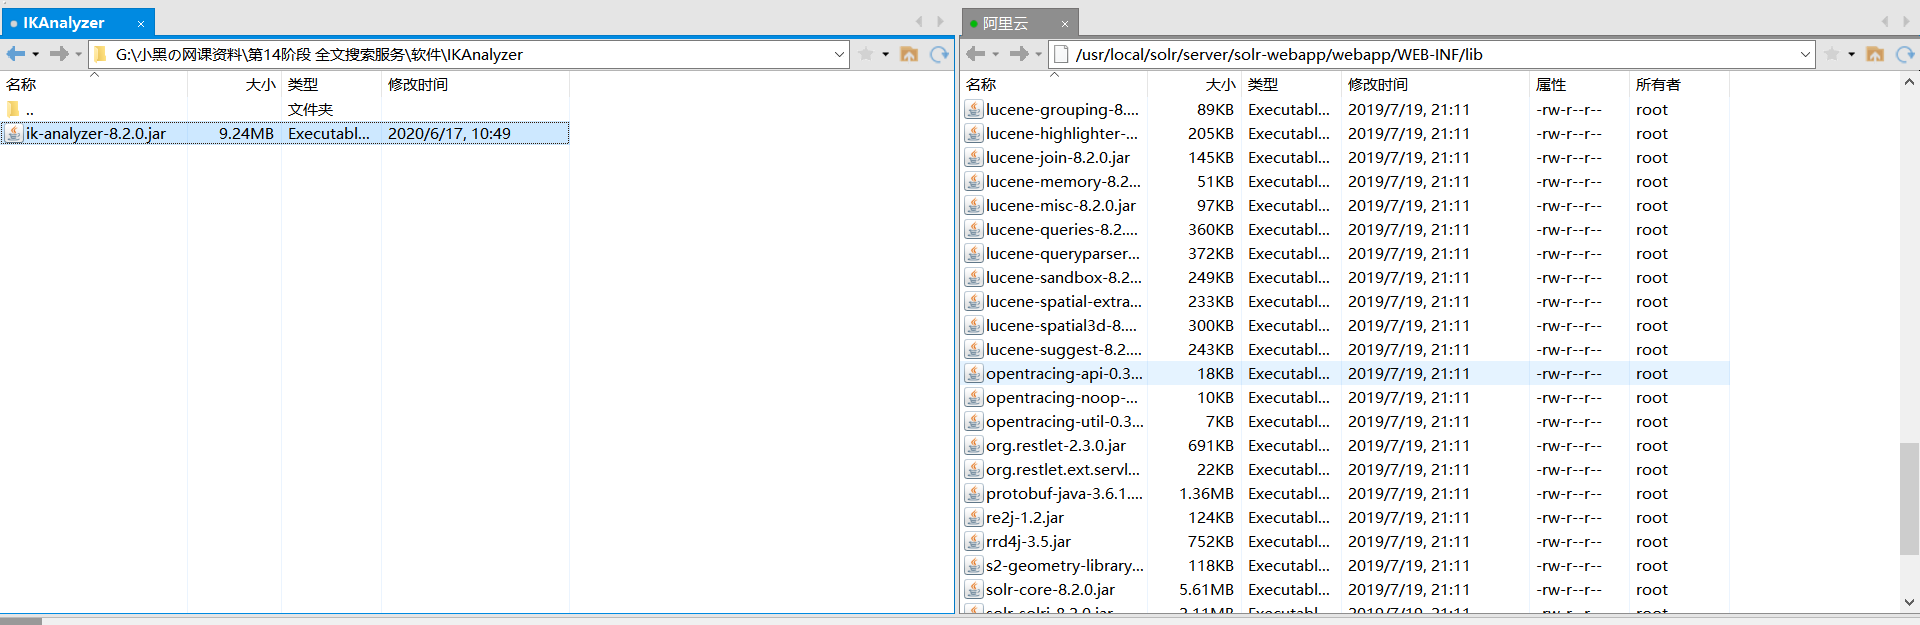 IKAnalyzer ×
G:\小黑の网课资料\第14阶段 全文搜索服务\软件\IKAnalyzer
名称 大小 类型 修改时间
.. 文件夹
ik-analyzer-8.2.0.jar 9.24MB Executabl... 2020/6/17, 10:49
阿里云 ×
/usr/local/solr/server/solr-webapp/webapp/WEB-INF/lib
名称 大小 类型 修改时间 属性 所有者
lucene-grouping-8.... 89KB Executabl... 2019/7/19, 21:11 -rw-r--r-- root
lucene-highlighter-... 205KB Executabl... 2019/7/19, 21:11 -rw-r--r-- root
lucene-join-8.2.0.jar 145KB Executabl... 2019/7/19, 21:11 -rw-r--r-- root
lucene-memory-8.2... 51KB Executabl... 2019/7/19, 21:11 -rw-r--r-- root
lucene-misc-8.2.0.jar 97KB Executabl... 2019/7/19, 21:11 -rw-r--r-- root
lucene-queries-8.2.... 360KB Executabl... 2019/7/19, 21:11 -rw-r--r-- root
lucene-queryparser... 372KB Executabl... 2019/7/19, 21:11 -rw-r--r-- root
lucene-sandbox-8.2... 249KB Executabl... 2019/7/19, 21:11 -rw-r--r-- root
lucene-spatial-extra... 233KB Executabl... 2019/7/19, 21:11 -rw-r--r-- root
lucene-spatial3d-8.... 300KB Executabl... 2019/7/19, 21:11 -rw-r--r-- root
lucene-suggest-8.2.... 243KB Executabl... 2019/7/19, 21:11 -rw-r--r-- root
opentracing-api-0.3... 18KB Executabl... 2019/7/19, 21:11 -rw-r--r-- root
opentracing-noop-... 10KB Executabl... 2019/7/19, 21:11 -rw-r--r-- root
opentracing-util-0.3... 7KB Executabl... 2019/7/19, 21:11 -rw-r--r-- root
org.restlet-2.3.0.jar 691KB Executabl... 2019/7/19, 21:11 -rw-r--r-- root
org.restlet.ext.servl... 22KB Executabl... 2019/7/19, 21:11 -rw-r--r-- root
protobuf-java-3.6.1.... 1.36MB Executabl... 2019/7/19, 21:11 -rw-r--r-- root
re2j-1.2.jar 124KB Executabl... 2019/7/19, 21:11 -rw-r--r-- root
rrd4j-3.5.jar 752KB Executabl... 2019/7/19, 21:11 -rw-r--r-- root
s2-geometry-library... 118KB Executabl... 2019/7/19, 21:11 -rw-r--r-- root
solr-core-8.2.0.jar 5.61MB Executabl... 2019/7/19, 21:11 -rw-r--r-- root
solr-solrj-8.2.0.jar 2.11MB Executabl... 2019/7/19, 21:11 -rw-r--r-- root